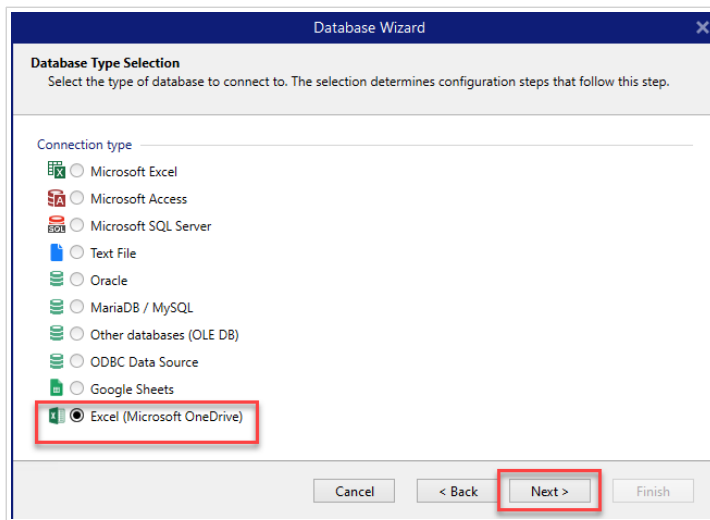 Database Wizard
Database Type Selection
Select the type of database to connect to. The selection determines configuration steps that follow this step.
Connection type
Microsoft Excel
Microsoft Access
SQL Microsoft SQL Server
Text File
Oracle
MariaDB / MySQL
Other databases (OLE DB)
ODBC Data Source
Google Sheets
Excel (Microsoft OneDrive)
Cancel < Back Next > Finish